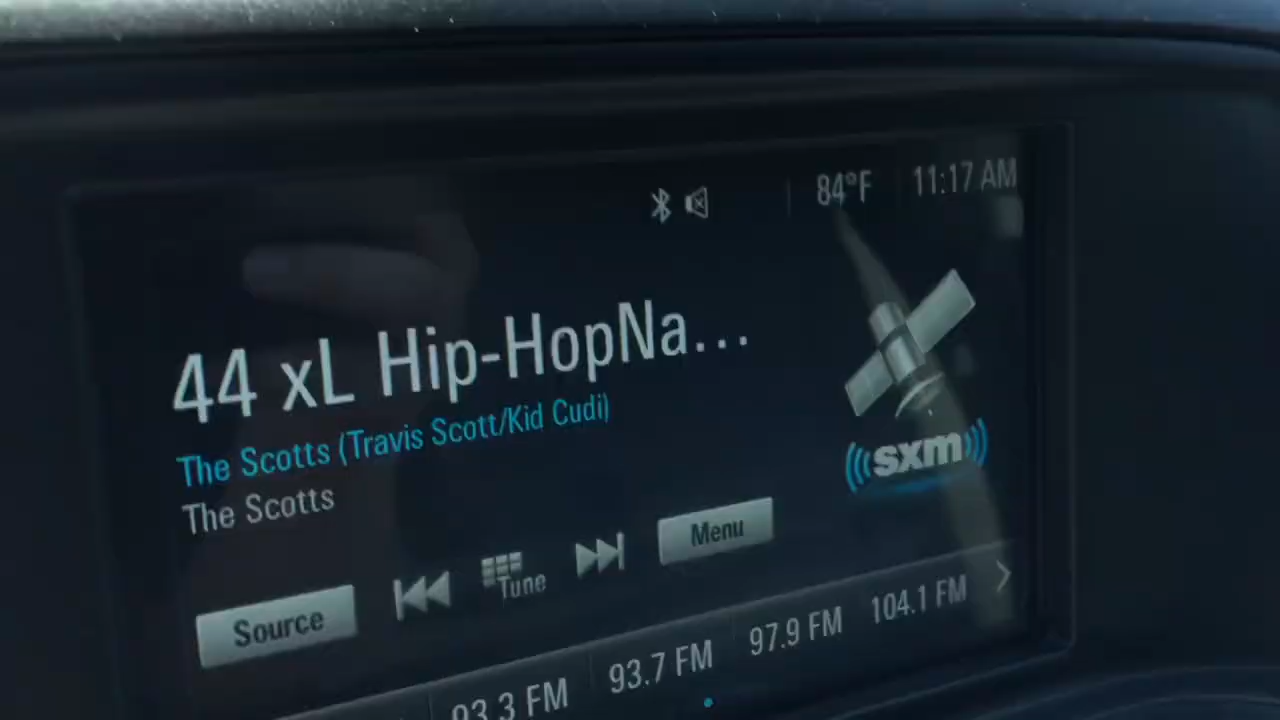 84°F 11:17 AM
44 xL Hip-HopNa...
The Scotts (Travis Scott/Kid Cudi)
The Scotts
sxm
Source
Tune
Menu
93.3 FM 93.7 FM 97.9 FM 104.1 FM